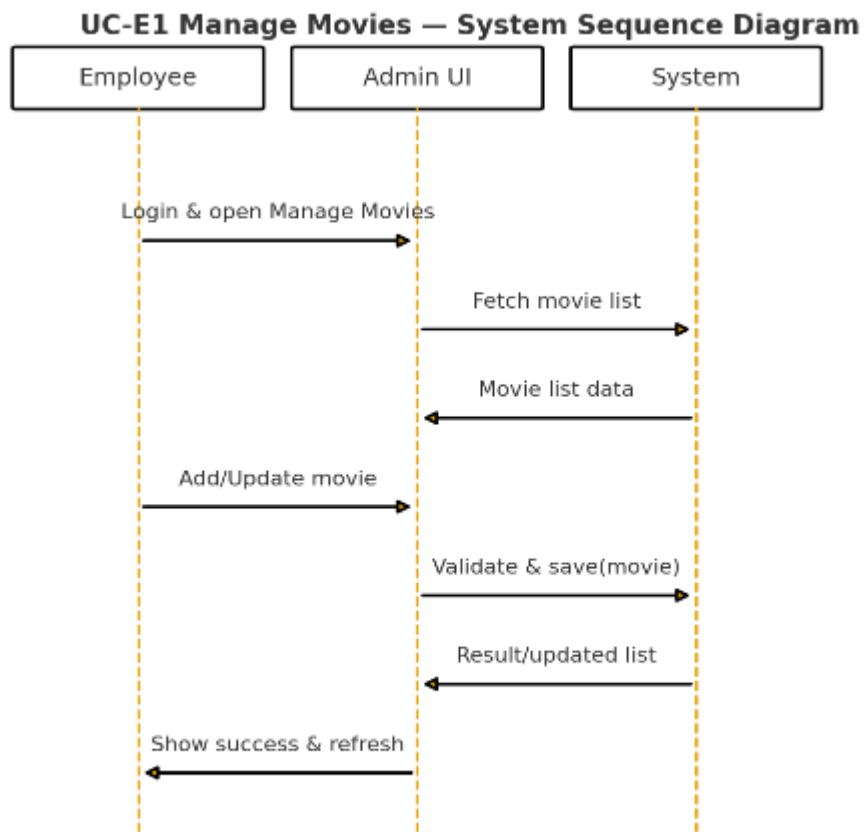 UC-E1 Manage Movies — System Sequence Diagram
Employee
Admin UI
System
Login & open Manage Movies
Fetch movie list
Movie list data
Add/Update movie
Validate & save(movie)
Result/updated list
Show success & refresh